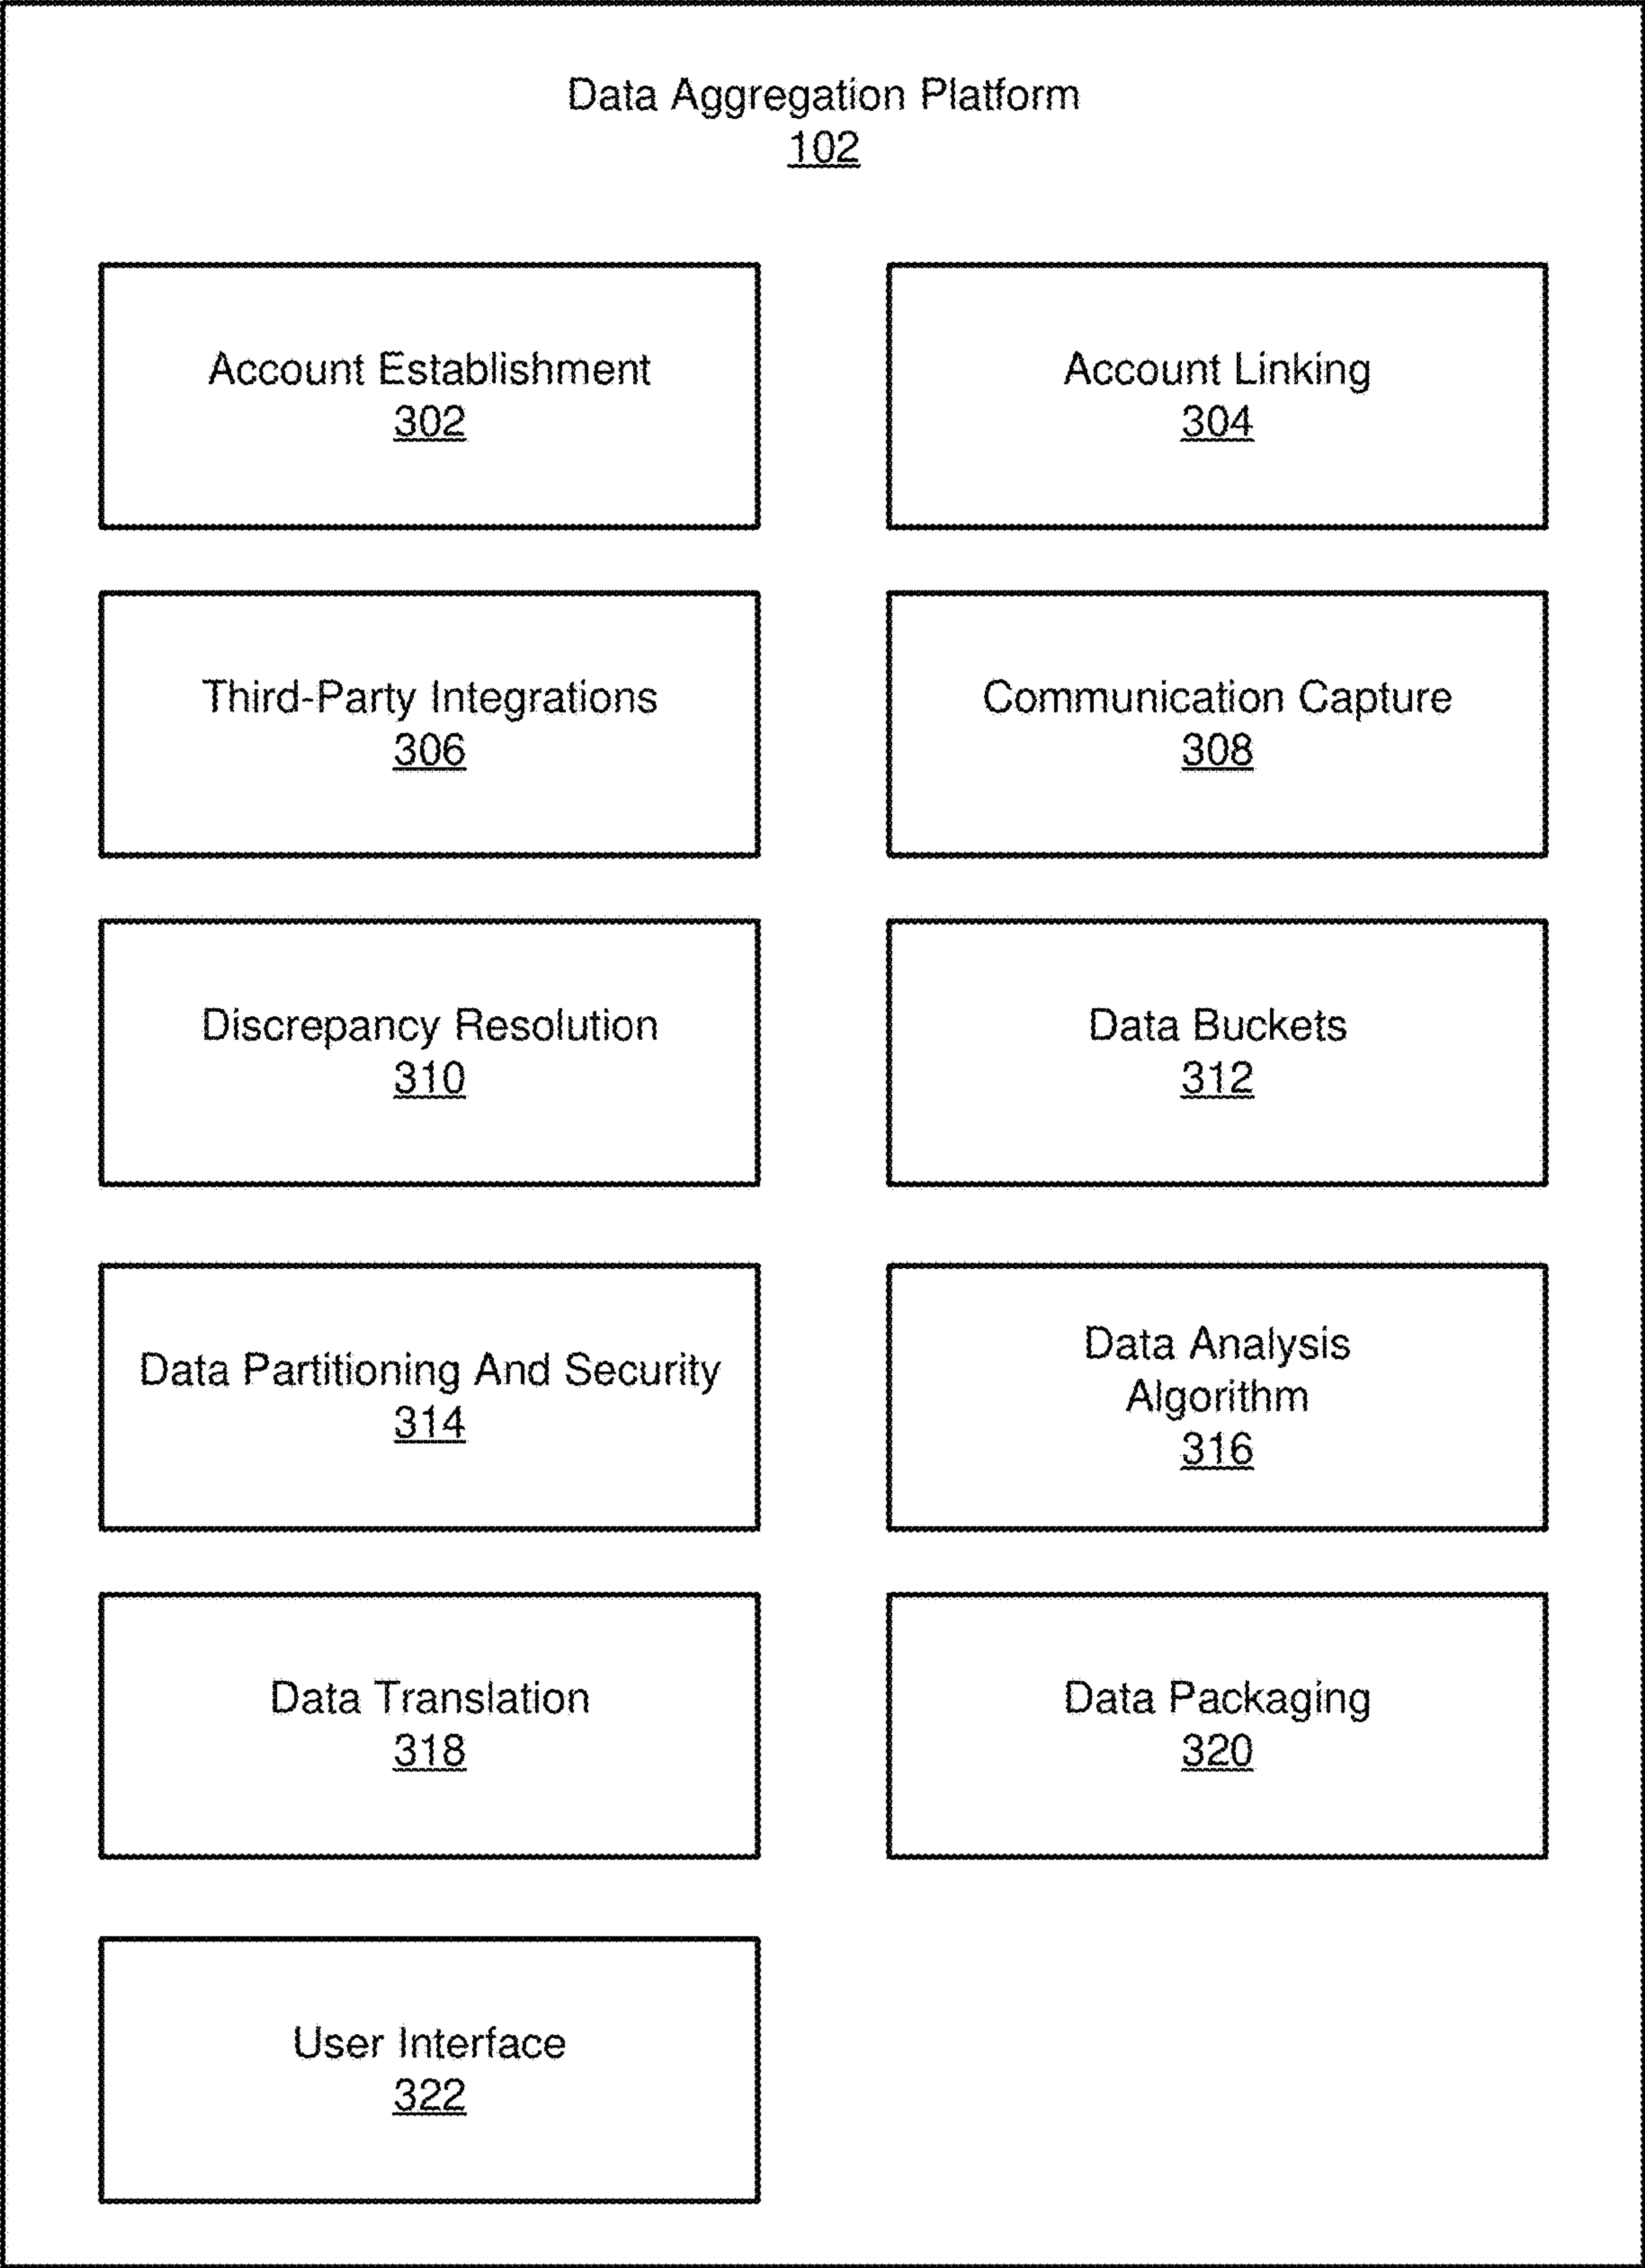 Data Aggregation Platform
102
Account Establishment
302
Account Linking
304
Third-Party Integrations
306
Communication Capture
308
Discrepancy Resolution
310
Data Buckets
312
Data Partitioning And Security
314
Data Analysis
Algorithm
316
Data Translation
318
Data Packaging
320
User Interface
322